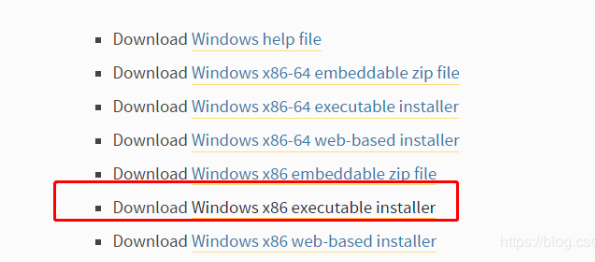 Download Windows help file
Download Windows x86-64 embeddable zip file
Download Windows x86-64 executable installer
Download Windows x86-64 web-based installer
Download Windows x86 embeddable zip file
Download Windows x86 executable installer
Download Windows x86 web-based installer
https://blog.csd